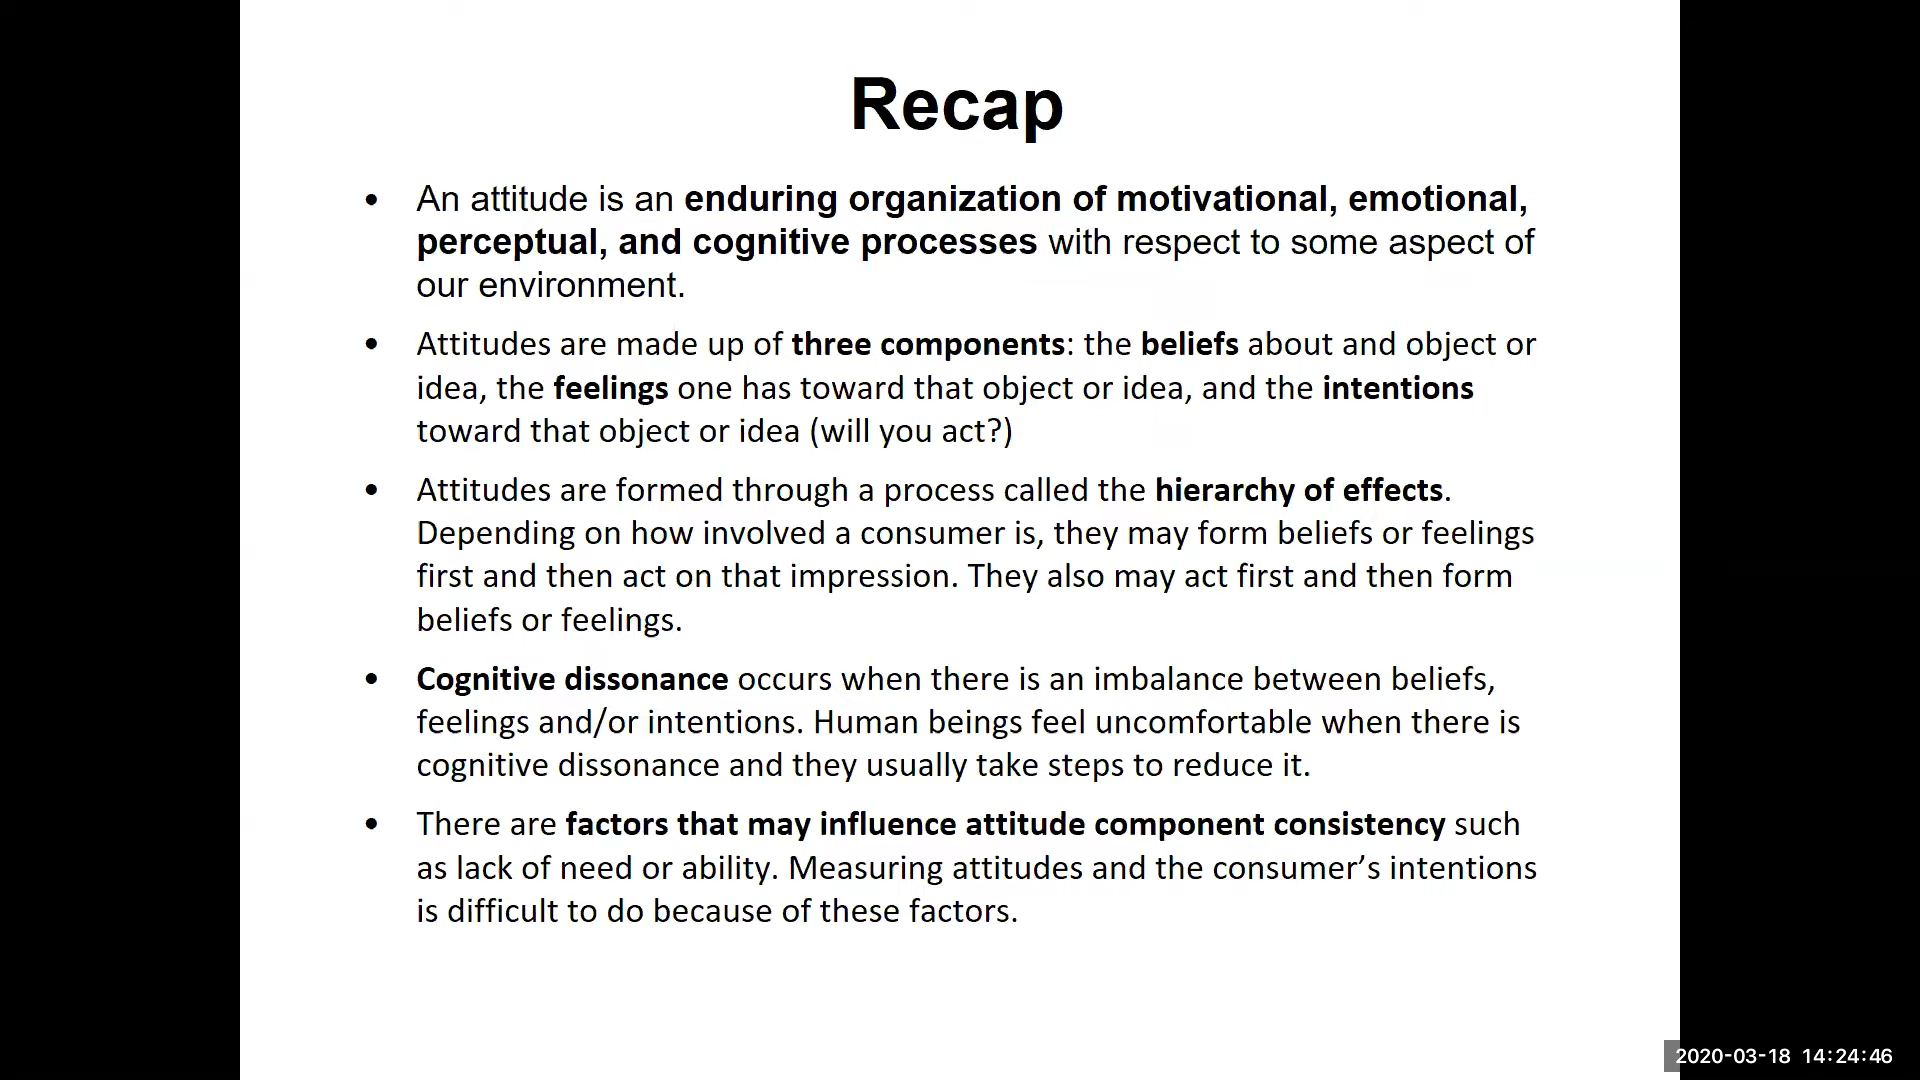 Recap
• An attitude is an enduring organization of motivational, emotional,
perceptual, and cognitive processes with respect to some aspect of
our environment.
• Attitudes are made up of three components: the beliefs about and object or
idea, the feelings one has toward that object or idea, and the intentions
toward that object or idea (will you act?)
• Attitudes are formed through a process called the hierarchy of effects.
Depending on how involved a consumer is, they may form beliefs or feelings
first and then act on that impression. They also may act first and then form
beliefs or feelings.
• Cognitive dissonance occurs when there is an imbalance between beliefs,
feelings and/or intentions. Human beings feel uncomfortable when there is
cognitive dissonance and they usually take steps to reduce it.
• There are factors that may influence attitude component consistency such
as lack of need or ability. Measuring attitudes and the consumer’s intentions
is difficult to do because of these factors.
2020-03-18 14:24:46